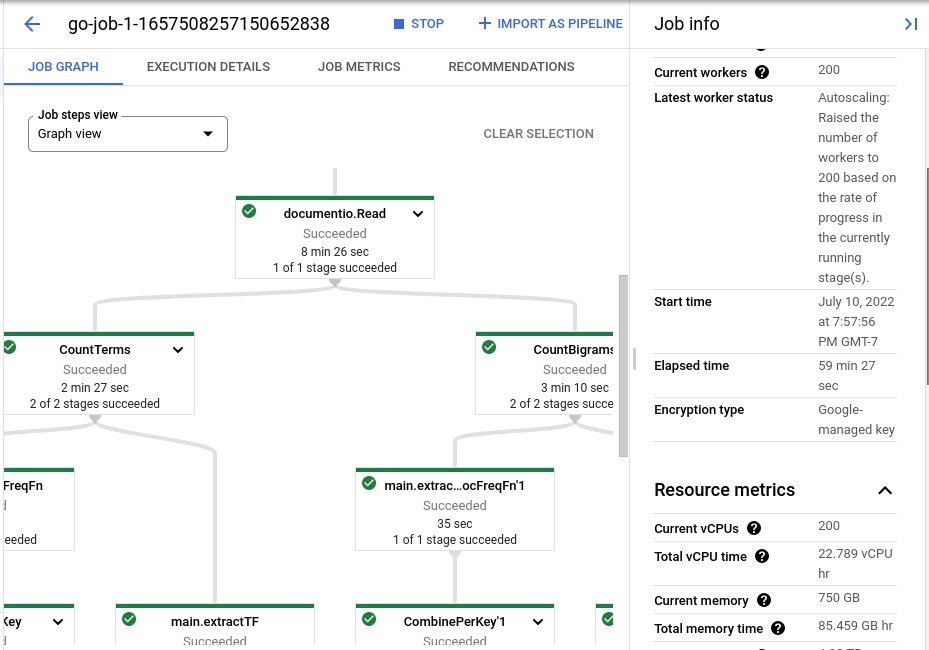 go-job-1-1657508257150652838
STOP
IMPORT AS PIPELINE
JOB GRAPH
EXECUTION DETAILS
JOB METRICS
RECOMMENDATIONS
Job steps view
Graph view
CLEAR SELECTION
documentio.Read
Succeeded
8 min 26 sec
1 of 1 stage succeeded
CountTerms
Succeeded
2 min 27 sec
2 of 2 stages succeeded
CountBigrams
Succeeded
3 min 10 sec
2 of 2 stages succe
FreqFn
d
eeded
main.extrac...ocFreqFn'1
Succeeded
35 sec
1 of 1 stage succeeded
Key
d
main.extractTF
Succeeded
CombinePerKey'1
Succeeded
Job info
Current workers
200
Latest worker status
Autoscaling:
Raised the
number of
workers to
200 based on
the rate of
progress in
the currently
running
stage(s).
Start time
July 10, 2022
at 7:57:56
PM GMT-7
Elapsed time
59 min 27
sec
Encryption type
Google-
managed key
Resource metrics
Current vCPUs
200
Total vCPU time
22.789 vCPU
hr
Current memory
750 GB
Total memory time
85.459 GB hr